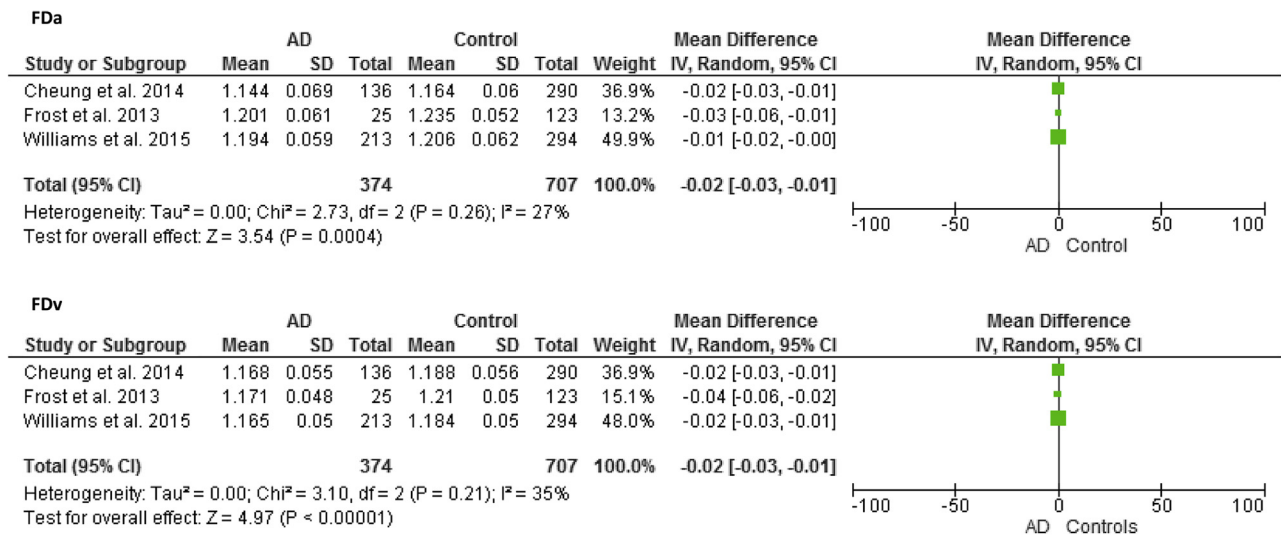 FDa
AD Control Mean Difference Mean Difference
Study or Subgroup Mean SD Total Mean SD Total Weight IV, Random, 95% CI IV, Random, 95% CI
Cheung et al. 2014 1.144 0.069 136 1.164 0.06 290 36.9% -0.02 [-0.03, -0.01]
Frost et al. 2013 1.201 0.061 25 1.235 0.052 123 13.2% -0.03 [-0.06, -0.01]
Williams et al. 2015 1.194 0.059 213 1.206 0.062 294 49.9% -0.01 [-0.02, -0.00]
Total (95% CI) 374 707 100.0% -0.02 [-0.03, -0.01]
Heterogeneity: Tau² = 0.00; Chi² = 2.73, df = 2 (P = 0.26); I² = 27%
Test for overall effect: Z = 3.54 (P = 0.0004)
-100 -50 0 50 100
AD Control
FDv
AD Control Mean Difference Mean Difference
Study or Subgroup Mean SD Total Mean SD Total Weight IV, Random, 95% CI IV, Random, 95% CI
Cheung et al. 2014 1.168 0.055 136 1.188 0.056 290 36.9% -0.02 [-0.03, -0.01]
Frost et al. 2013 1.171 0.048 25 1.21 0.05 123 15.1% -0.04 [-0.06, -0.02]
Williams et al. 2015 1.165 0.05 213 1.184 0.05 294 48.0% -0.02 [-0.03, -0.01]
Total (95% CI) 374 707 100.0% -0.02 [-0.03, -0.01]
Heterogeneity: Tau² = 0.00; Chi² = 3.10, df = 2 (P = 0.21); I² = 35%
Test for overall effect: Z = 4.97 (P < 0.00001)
-100 -50 0 50 100
AD Controls